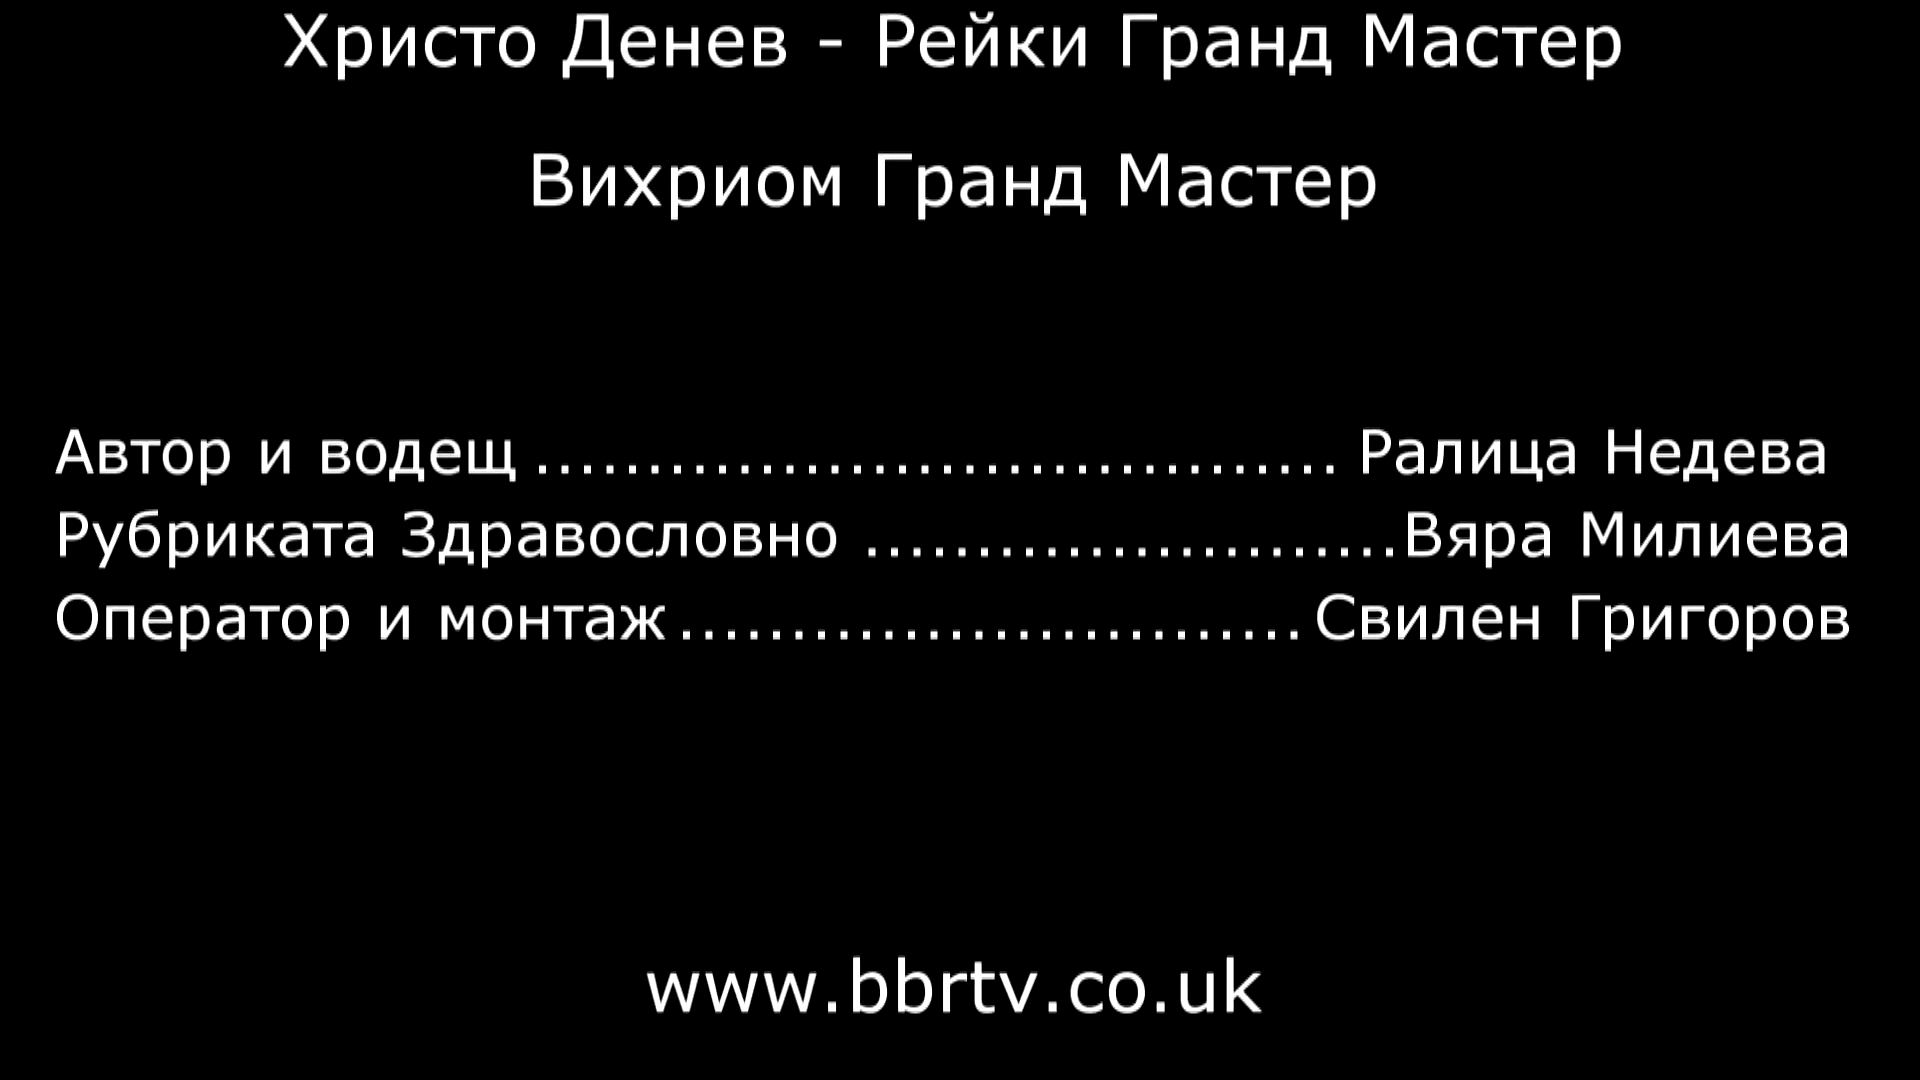 Христо Денев - Рейки Гранд Мастер
Вихриом Гранд Мастер
Автор и водещ .................................... Ралица Недева
Рубриката Здравословно ........................Вяра Милиева
Оператор и монтаж............................Свилен Григоров
www.bbrtv.co.uk